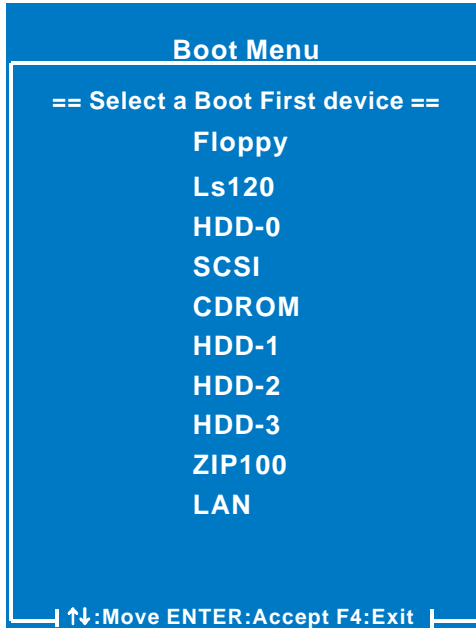 Boot Menu
== Select a Boot First device ==
Floppy
Ls120
HDD-0
SCSI
CDROM
HDD-1
HDD-2
HDD-3
ZIP100
LAN
↑↓:Move ENTER:Accept F4:Exit